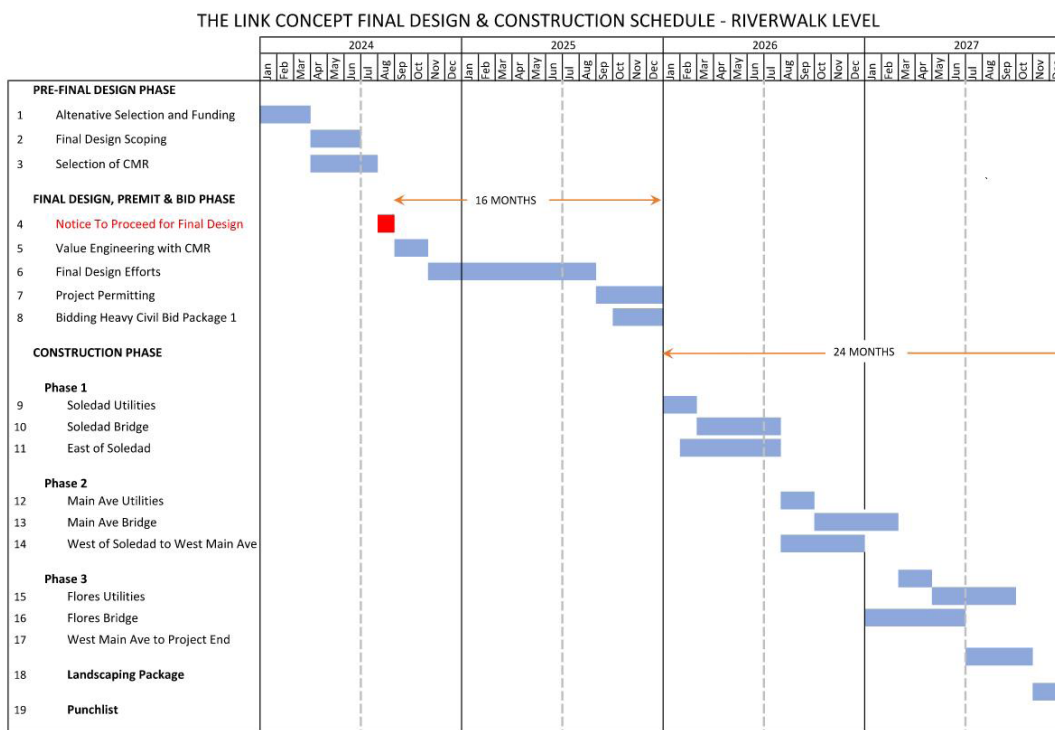 THE LINK CONCEPT FINAL DESIGN & CONSTRUCTION SCHEDULE - RIVERWALK LEVEL
2024 2025 2026 2027
Jan Feb Mar Apr May Jun Jul Aug Sep Oct Nov Dec Jan Feb Mar Apr May Jun Jul Aug Sep Oct Nov Dec Jan Feb Mar Apr May Jun Jul Aug Sep Oct Nov Dec Jan Feb Mar Apr May Jun Jul Aug Sep Oct Nov
PRE-FINAL DESIGN PHASE
1 Altenative Selection and Funding
2 Final Design Scoping
3 Selection of CMR
FINAL DESIGN, PREMIT & BID PHASE
16 MONTHS
4 Notice To Proceed for Final Design
5 Value Engineering with CMR
6 Final Design Efforts
7 Project Permitting
8 Bidding Heavy Civil Bid Package 1
CONSTRUCTION PHASE
24 MONTHS
Phase 1
9 Soledad Utilities
10 Soledad Bridge
11 East of Soledad
Phase 2
12 Main Ave Utilities
13 Main Ave Bridge
14 West of Soledad to West Main Ave
Phase 3
15 Flores Utilities
16 Flores Bridge
17 West Main Ave to Project End
18 Landscaping Package
19 Punchlist